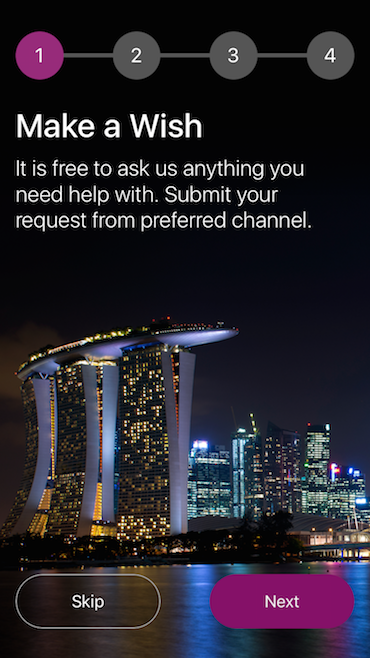 1 2 3 4
Make a Wish
It is free to ask us anything you
need help with. Submit your
request from preferred channel.
Skip Next